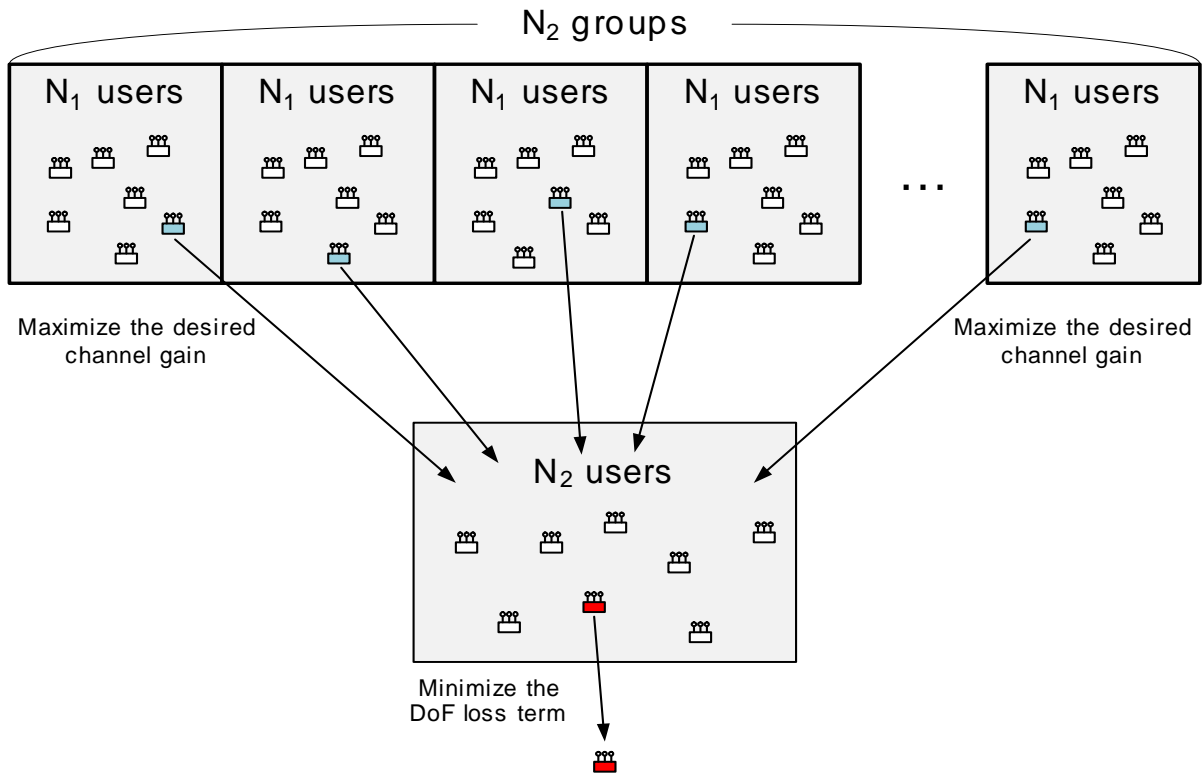 N₂ groups
N₁ users N₁ users N₁ users N₁ users N₁ users
...
Maximize the desired
channel gain
Maximize the desired
channel gain
N₂ users
Minimize the
DoF loss term